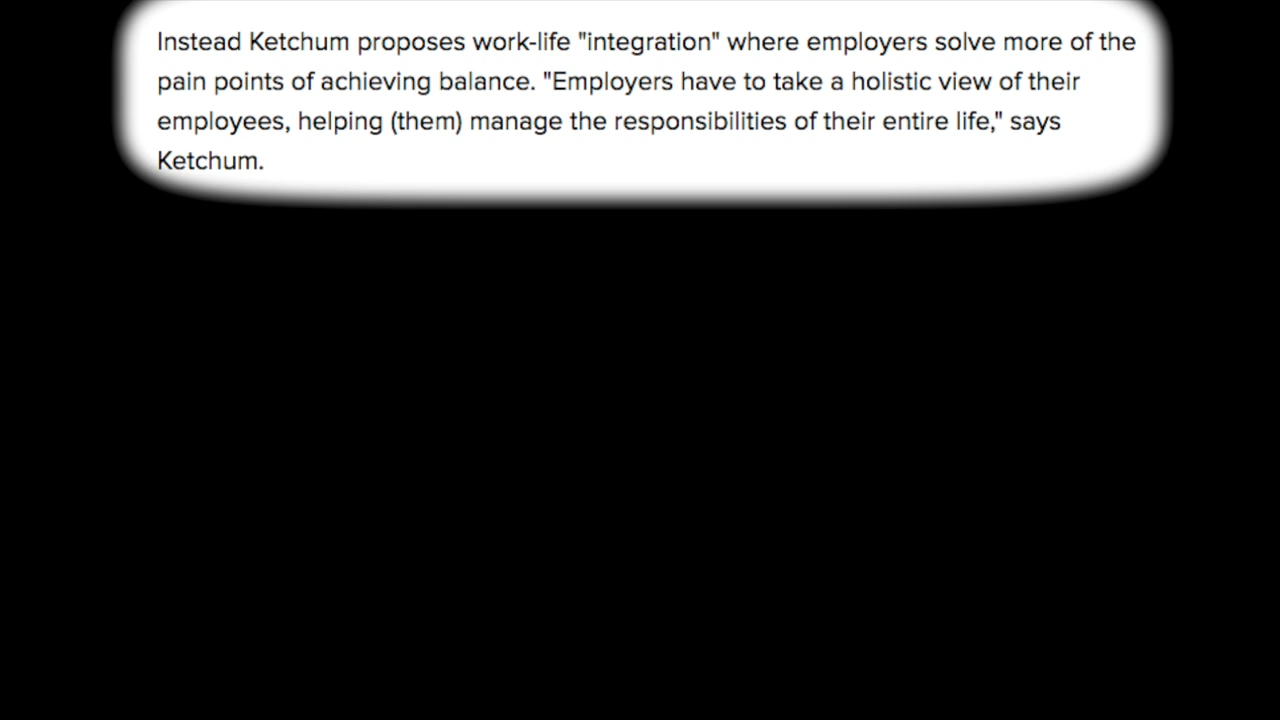 Instead Ketchum proposes work-life "integration" where employers solve more of the
pain points of achieving balance. "Employers have to take a holistic view of their
employees, helping (them) manage the responsibilities of their entire life," says
Ketchum.